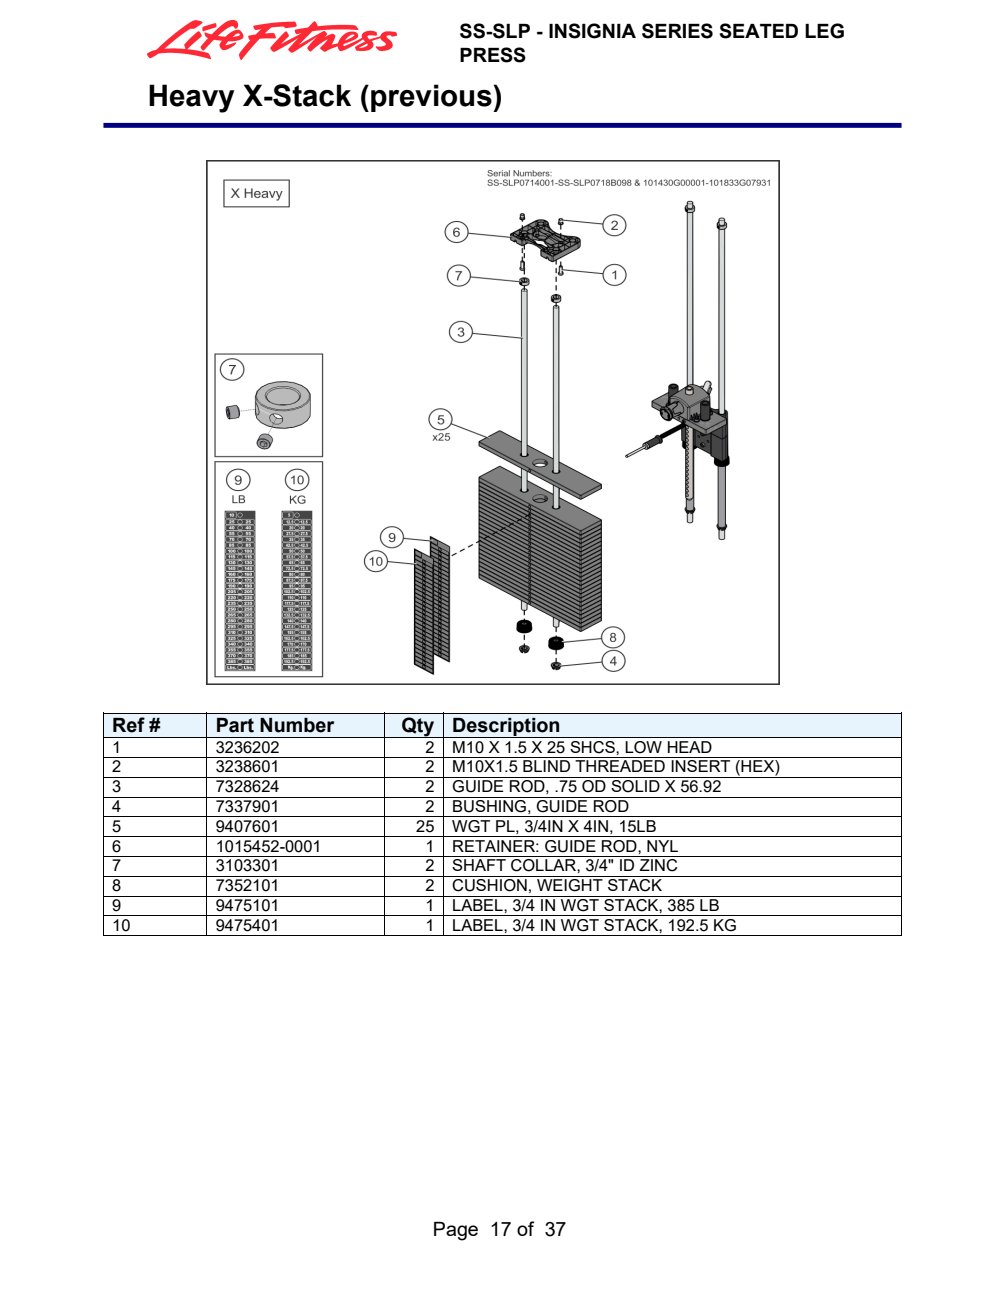 Life Fitness
SS-SLP - INSIGNIA SERIES SEATED LEG
PRESS
Heavy X-Stack (previous)
Serial Numbers:
SS-SLP0714001-SS-SLP0718B098 & 101430G00001-101833G07931
X Heavy
6
2
7
1
3
7
5
x25
9
10
LB
KG
9
10
8
4
Ref # Part Number Qty Description
1 3236202 2 M10 X 1.5 X 25 SHCS, LOW HEAD
2 3238601 2 M10X1.5 BLIND THREADED INSERT (HEX)
3 7328624 2 GUIDE ROD, .75 OD SOLID X 56.92
4 7337901 2 BUSHING, GUIDE ROD
5 9407601 25 WGT PL, 3/4IN X 4IN, 15LB
6 1015452-0001 1 RETAINER: GUIDE ROD, NYL
7 3103301 2 SHAFT COLLAR, 3/4" ID ZINC
8 7352101 2 CUSHION, WEIGHT STACK
9 9475101 1 LABEL, 3/4 IN WGT STACK, 385 LB
10 9475401 1 LABEL, 3/4 IN WGT STACK, 192.5 KG
Page 17 of 37